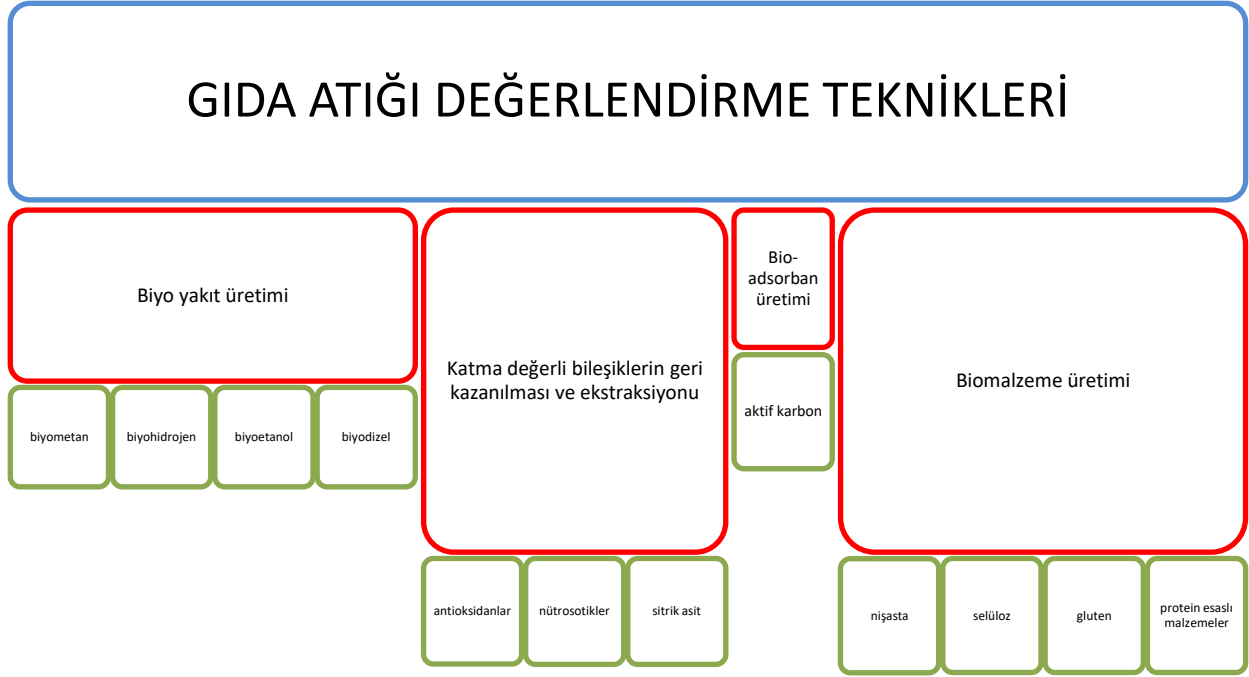 GIDA ATIĞI DEĞERLENDİRME TEKNİKLERİ
Biyo yakıt üretimi
biyometan
biyohidrojen
biyoetanol
biyodizel
Katma değerli bileşiklerin geri
kazanılması ve ekstraksiyonu
antioksidanlar
nütrosotikler
sitrik asit
Bio-
adsorban
üretimi
aktif karbon
Biomalzeme üretimi
nişasta
selüloz
gluten
protein esaslı
malzemeler